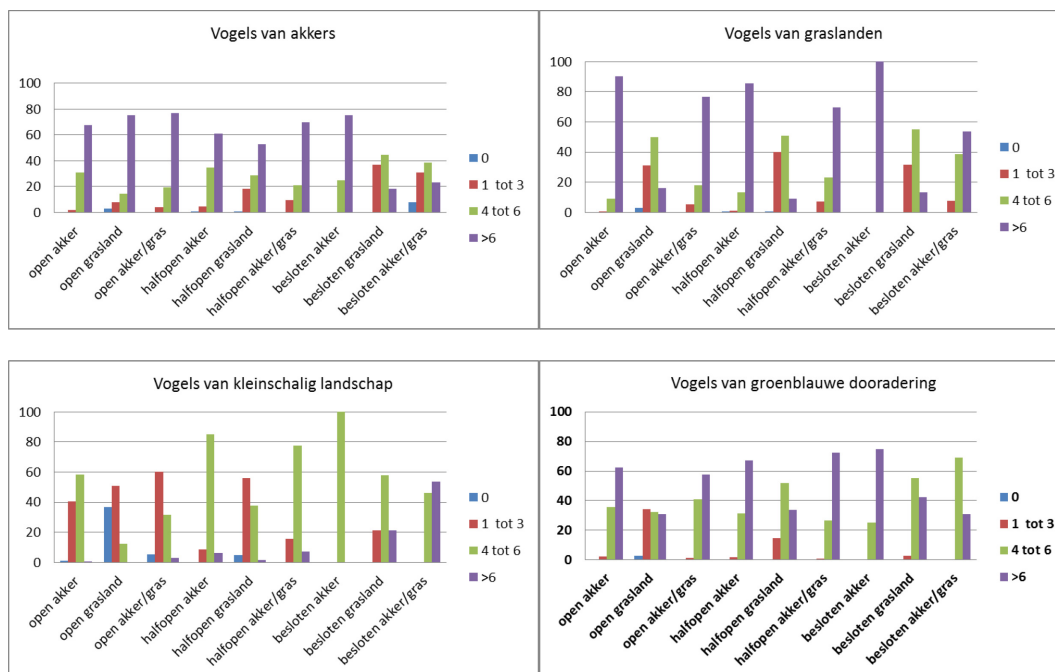 Vogels van akkers
100
80
60
40
20
0
open akker
open grasland
open akker/gras
halfopen akker
halfopen grasland
halfopen akker/gras
besloten akker
besloten grasland
besloten akker/gras
0
1 tot 3
4 tot 6
>6
Vogels van graslanden
100
80
60
40
20
0
open akker
open grasland
open akker/gras
halfopen akker
halfopen grasland
halfopen akker/gras
besloten akker
besloten grasland
besloten akker/gras
0
1 tot 3
4 tot 6
>6
Vogels van kleinschalig landschap
100
80
60
40
20
0
open akker
open grasland
open akker/gras
halfopen akker
halfopen grasland
halfopen akker/gras
besloten akker
besloten grasland
besloten akker/gras
0
1 tot 3
4 tot 6
>6
Vogels van groenblauwe dooradering
100
80
60
40
20
0
open akker
open grasland
open akker/gras
halfopen akker
halfopen grasland
halfopen akker/gras
besloten akker
besloten grasland
besloten akker/gras
0
1 tot 3
4 tot 6
>6